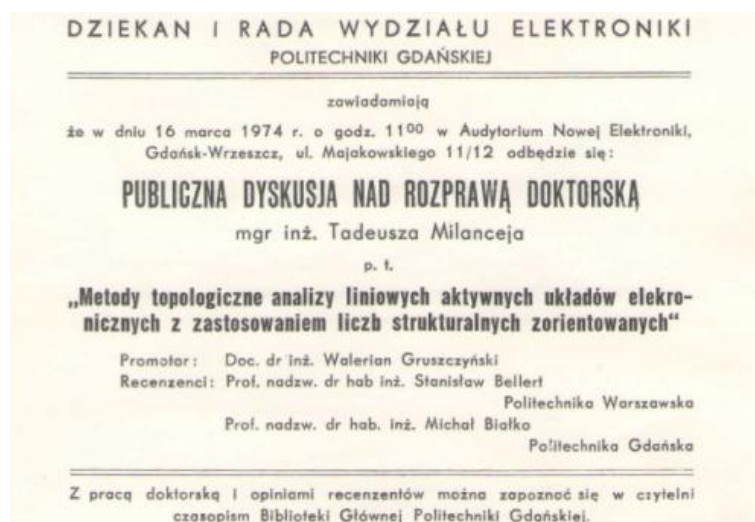 DZIEKAN I RADA WYDZIAŁU ELEKTRONIKI
POLITECHNIKI GDAŃSKIEJ
zawiadamiają
że w dniu 16 marca 1974 r. o godz. 11⁰⁰ w Audytorium Nowej Elektroniki,
Gdańsk-Wrzeszcz, ul. Majakowskiego 11/12 odbędzie się:
PUBLICZNA DYSKUSJA NAD ROZPRAWĄ DOKTORSKĄ
mgr inż. Tadeusza Milanceja
p. t.
„Metody topologiczne analizy liniowych aktywnych układów elekro-
nicznych z zastosowaniem liczb strukturalnych zorientowanych“
Promotor: Doc. dr inż. Walerian Gruszczyński
Recenzenci: Prof. nadzw. dr hab inż. Stanisław Bellert
Politechnika Warszawska
Prof. nadzw. dr hab. inż. Michał Białko
Politechnika Gdańska
Z pracą doktorską i opiniami recenzentów można zapoznać się w czytelni
czasopism Biblioteki Głównej Politechniki Gdańskiej.